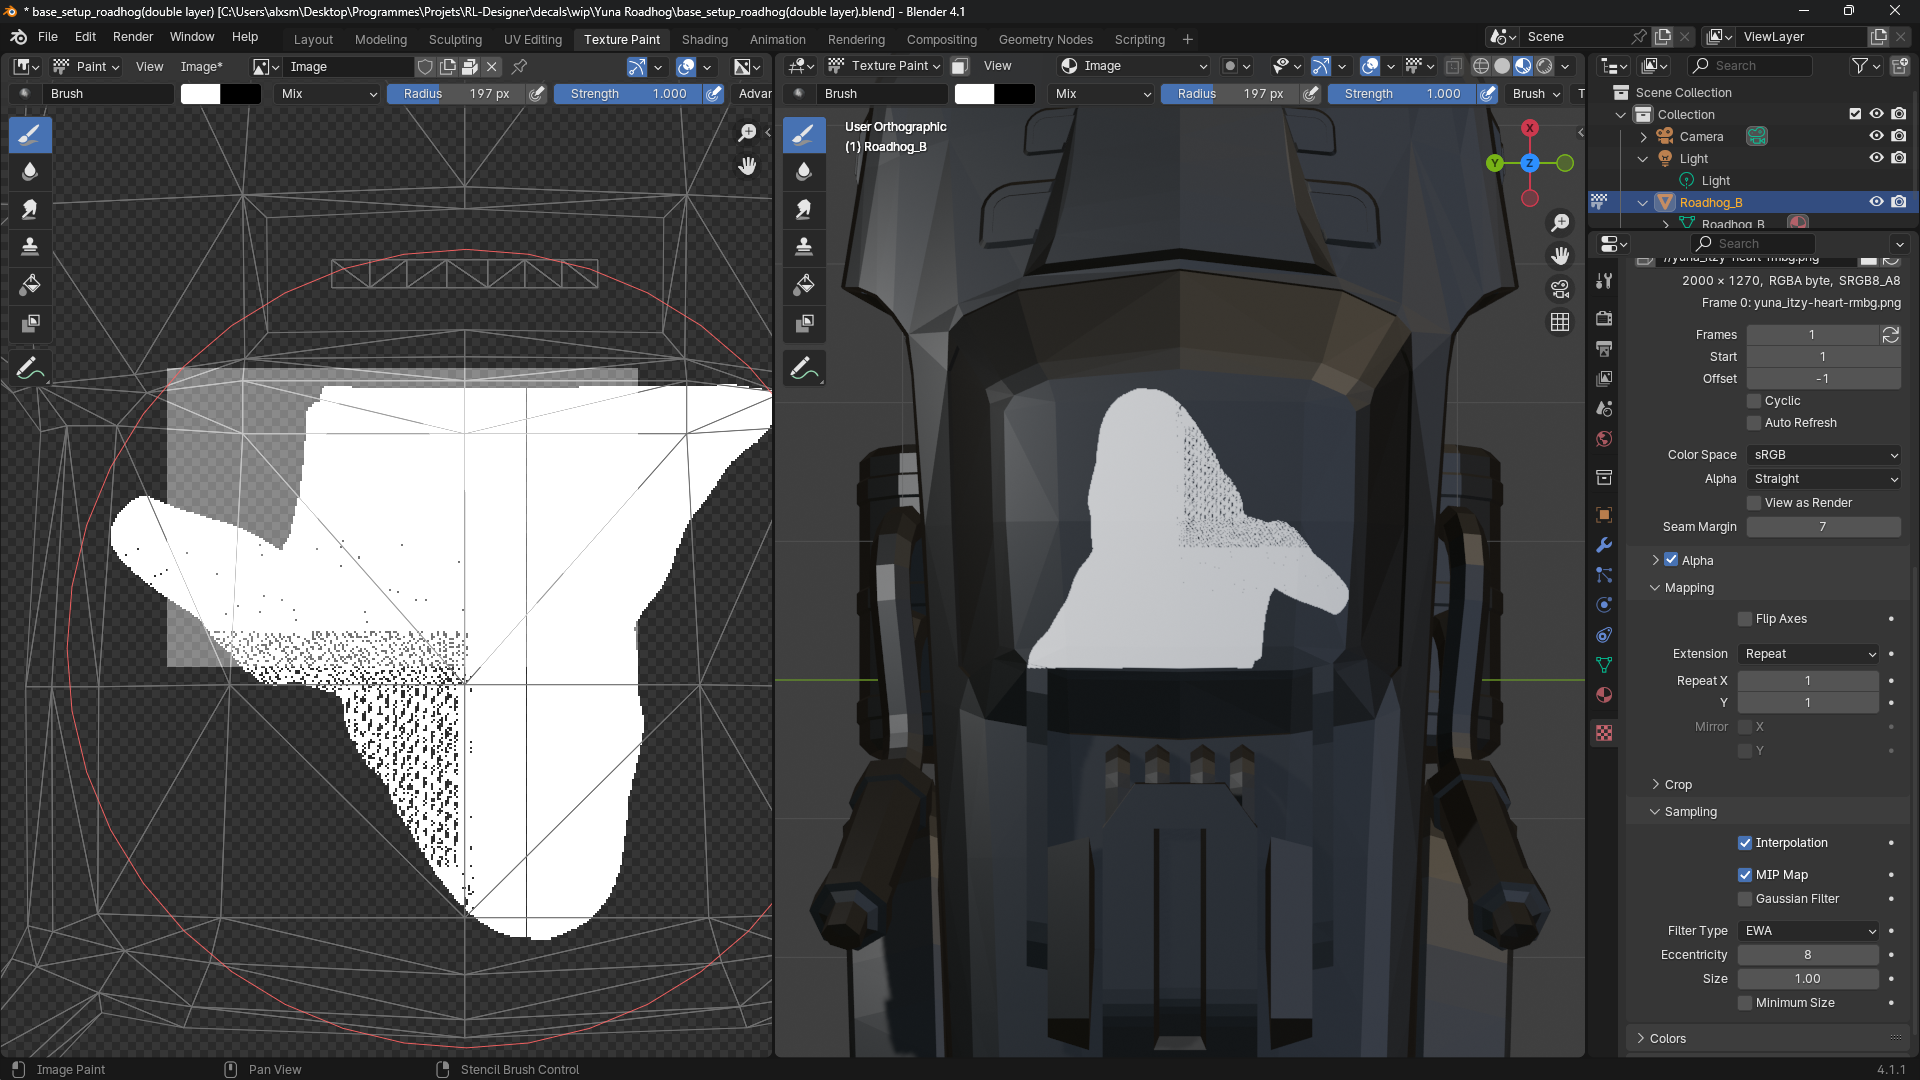 * base_setup_roadhog(double layer) [C:\Users\alxsm\Desktop\Programmes\Projets\RL-Designer\decals\wip\Yuna Roadhog\base_setup_roadhog(double layer).blend] - Blender 4.1
File Edit Render Window Help Layout Modeling Sculpting UV Editing Texture Paint Shading Animation Rendering Compositing Geometry Nodes Scripting + Scene ViewLayer
Paint View Image* Image Texture Paint View Image Search
Brush Mix Radius 197 px Strength 1.000 Advar Brush Mix Radius 197 px Strength 1.000 Brush T
Scene Collection
Collection
Camera
Light
Light
Roadhog_B
Roadhog_B
User Orthographic
(1) Roadhog_B
X
Y
Z
Search
//yuna_itzy-heart-rmbg.png
2000 × 1270, RGBA byte, SRGB8_A8
Frame 0: yuna_itzy-heart-rmbg.png
Frames 1
Start 1
Offset -1
Cyclic
Auto Refresh
Color Space sRGB
Alpha Straight
View as Render
Seam Margin 7
Alpha
Mapping
Flip Axes
Extension Repeat
Repeat X 1
Y 1
Mirror X
Y
Crop
Sampling
Interpolation
MIP Map
Gaussian Filter
Filter Type EWA
Eccentricity 8
Size 1.00
Minimum Size
Colors
Image Paint Pan View Stencil Brush Control 4.1.1